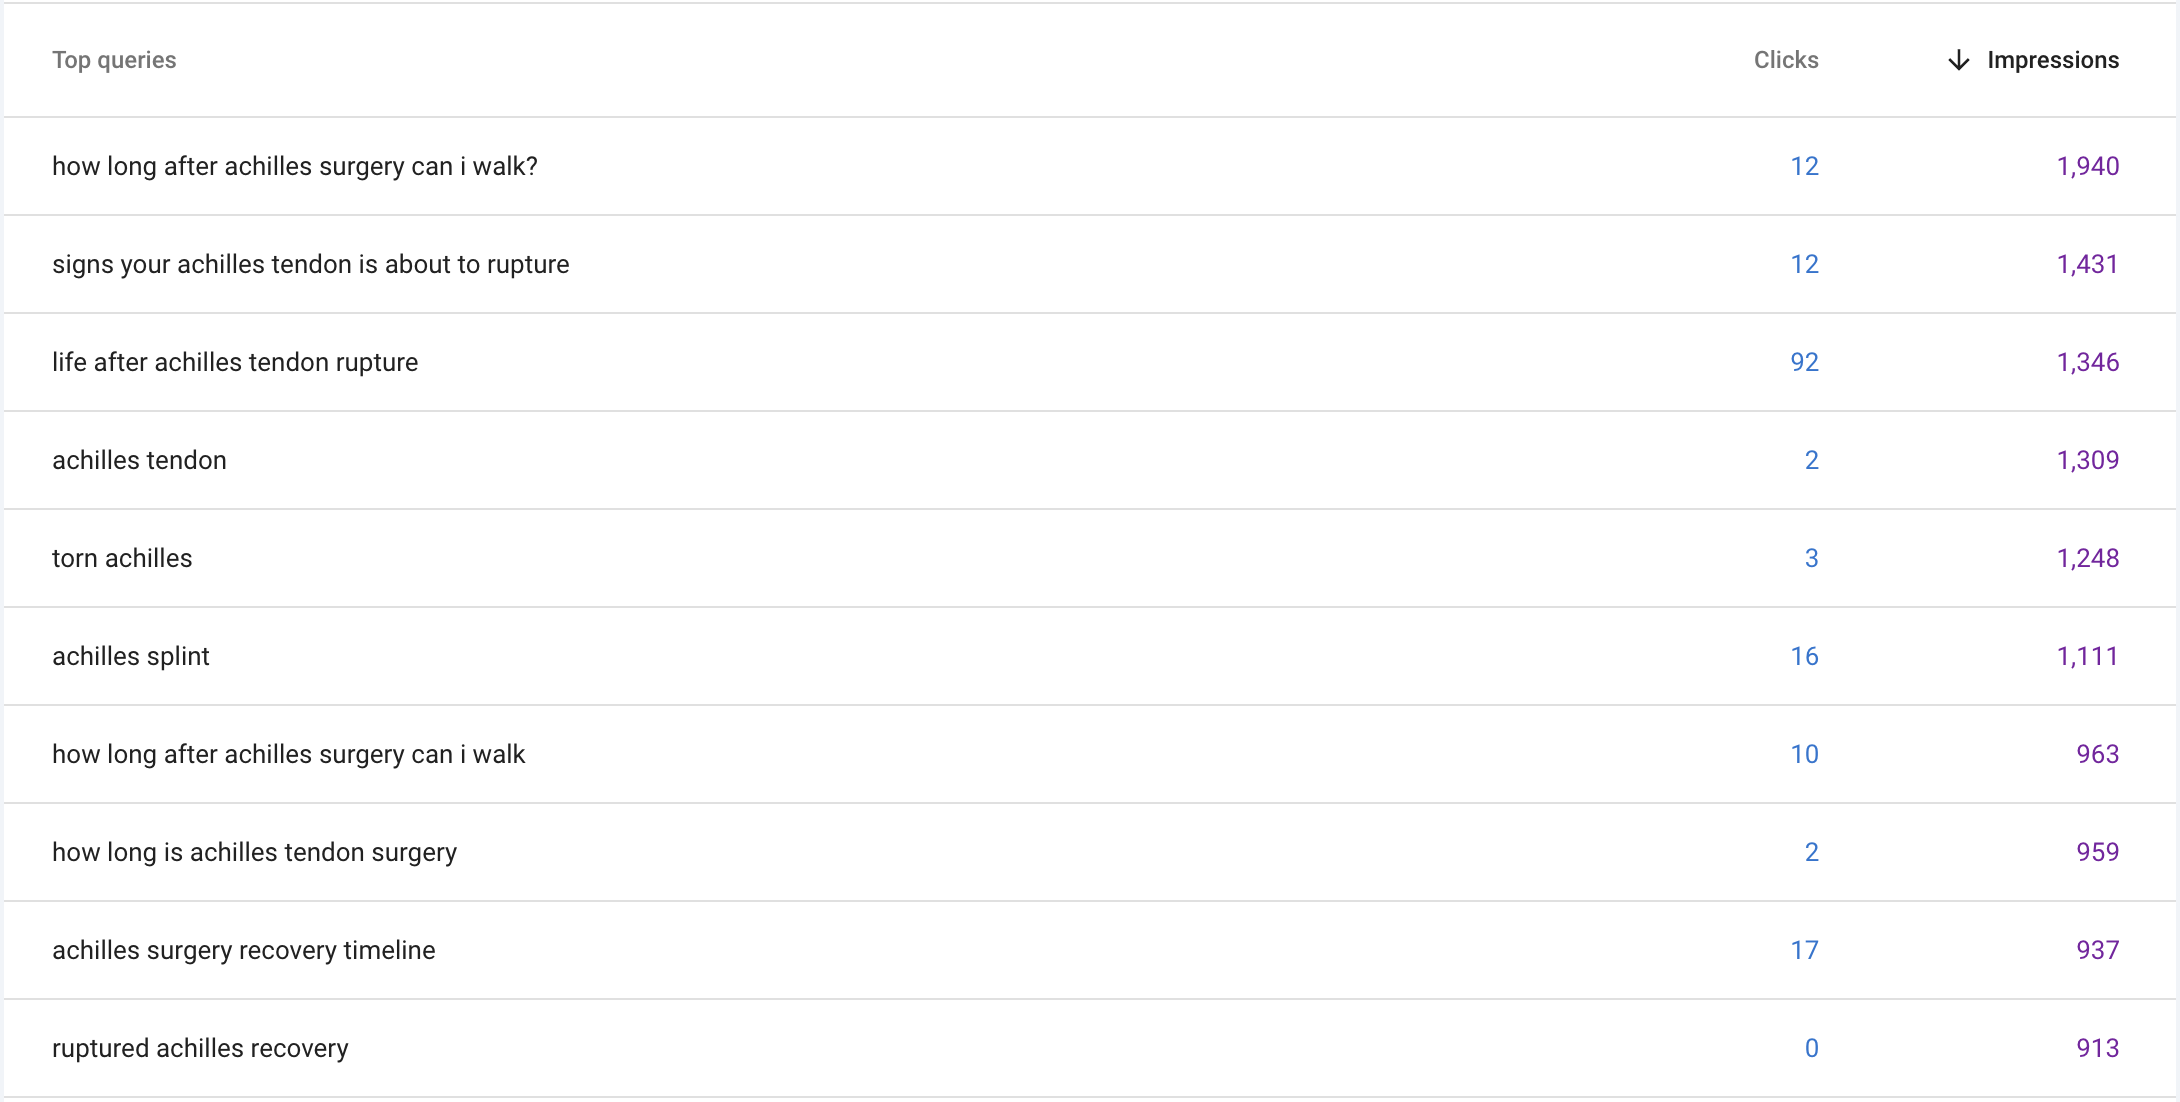 Top queries Clicks ↓ Impressions
how long after achilles surgery can i walk? 12 1,940
signs your achilles tendon is about to rupture 12 1,431
life after achilles tendon rupture 92 1,346
achilles tendon 2 1,309
torn achilles 3 1,248
achilles splint 16 1,111
how long after achilles surgery can i walk 10 963
how long is achilles tendon surgery 2 959
achilles surgery recovery timeline 17 937
ruptured achilles recovery 0 913